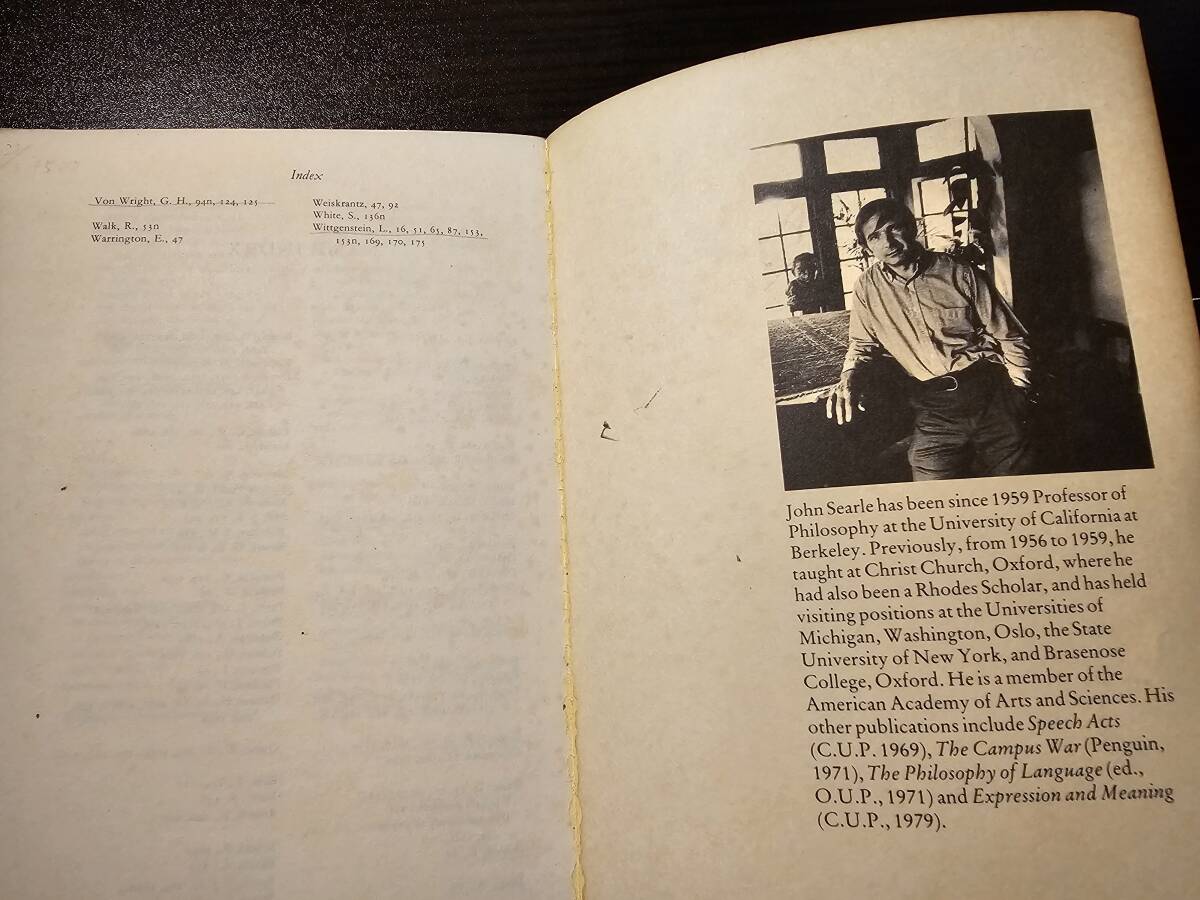 Index
Von Wright, G. H., 94n, 124, 125
Walk, R., 53n
Warrington, E., 47
Weiskrantz, 47, 92
White, S., 136n
Wittgenstein, L., 16, 51, 65, 87, 153,
153n, 169, 170, 175
John Searle has been since 1959 Professor of
Philosophy at the University of California at
Berkeley. Previously, from 1956 to 1959, he
taught at Christ Church, Oxford, where he
had also been a Rhodes Scholar, and has held
visiting positions at the Universities of
Michigan, Washington, Oslo, the State
University of New York, and Brasenose
College, Oxford. He is a member of the
American Academy of Arts and Sciences. His
other publications include Speech Acts
(C.U.P. 1969), The Campus War (Penguin,
1971), The Philosophy of Language (ed.,
O.U.P., 1971) and Expression and Meaning
(C.U.P., 1979).